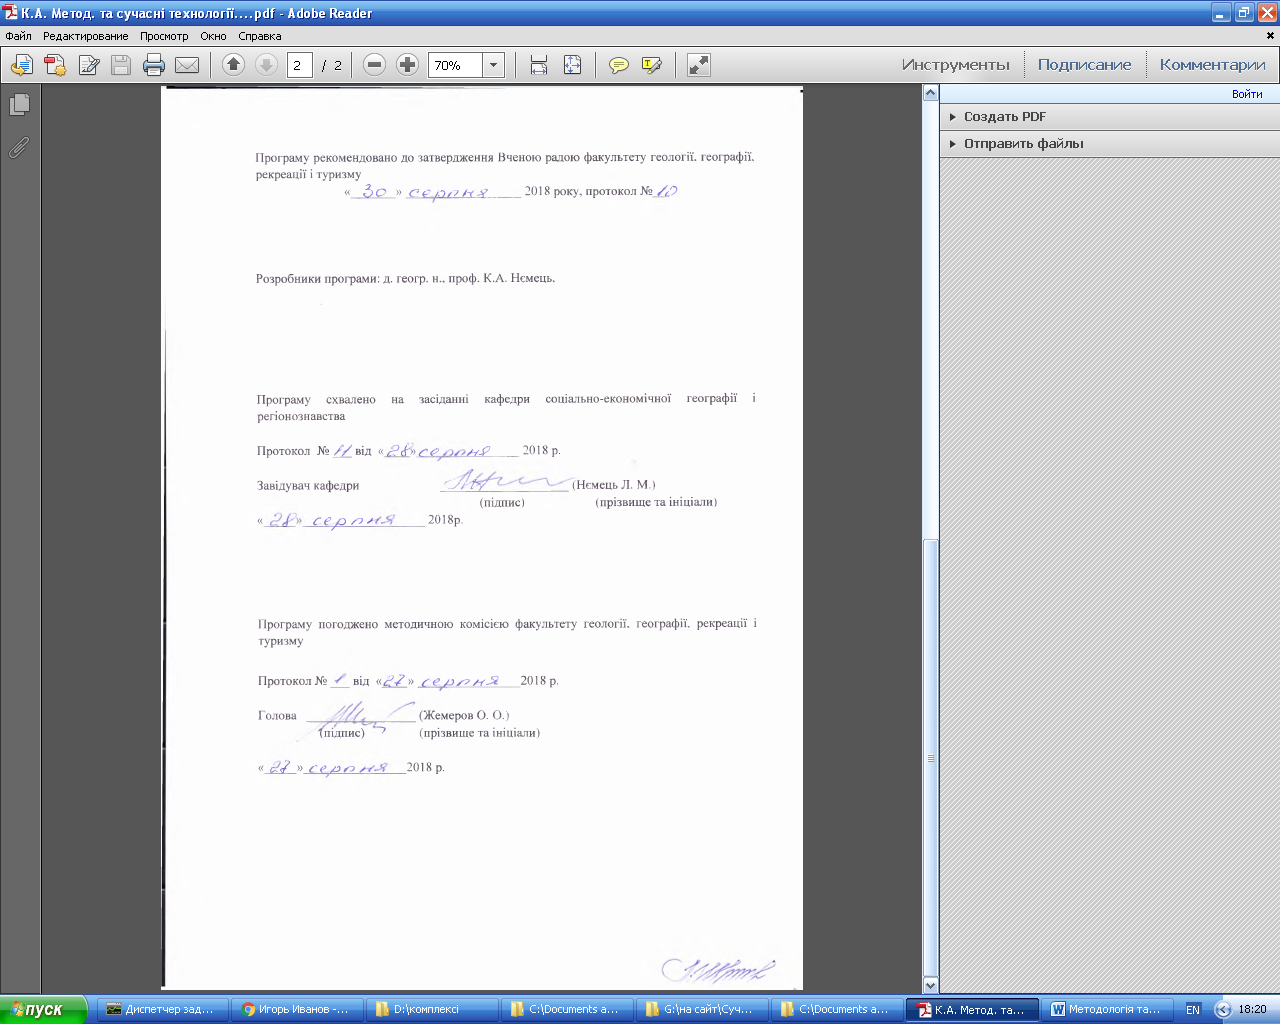 К.А. Метод. та сучасні технології....pdf - Adobe Reader
Файл Редактирование Просмотр Окно Справка
2 / 2 70% Инструменты Подписание Комментарии
Войти
Создать PDF
Отправить файлы
Програму рекомендовано до затвердження Вченою радою факультету геології, географії,
рекреації і туризму
« 30 » серпня 2018 року, протокол № 10
Розробники програми: д. геогр. н., проф. К.А. Нємець.
Програму схвалено на засіданні кафедри соціально-економічної географії і
регіонознавства
Протокол № 11 від «28» серпня 2018 р.
Завідувач кафедри (Нємець Л. М.)
(підпис) (прізвище та ініціали)
« 28 » серпня 2018р.
Програму погоджено методичною комісією факультету геології, географії, рекреації і
туризму
Протокол № 1 від «27» серпня 2018 р.
Голова (Жемеров О. О.)
(підпис) (прізвище та ініціали)
« 27 » серпня 2018 р.
пуск Диспетчер зад... Игорь Иванов -... D:\комплексі C:\Documents a... G:\на сайт\Суч... C:\Documents a... К.А. Метод. та... Методологія та... EN 18:20